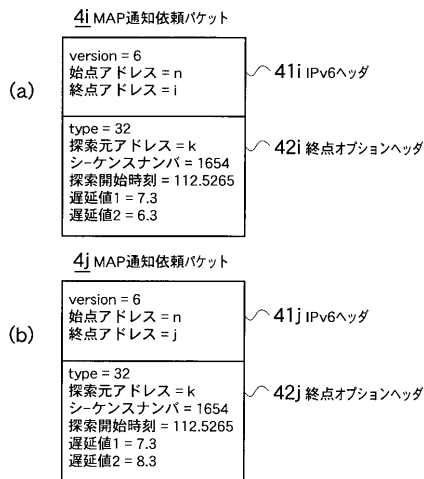 4i MAP通知依頼パケット
(a)
version = 6
始点アドレス = n
終点アドレス = i
41i IPv6ヘッダ
type = 32
探索元アドレス = k
シーケンスナンバ = 1654
探索開始時刻 = 112.5265
遅延値1 = 7.3
遅延値2 = 6.3
42i 終点オプションヘッダ
4j MAP通知依頼パケット
(b)
version = 6
始点アドレス = n
終点アドレス = j
41j IPv6ヘッダ
type = 32
探索元アドレス = k
シーケンスナンバ = 1654
探索開始時刻 = 112.5265
遅延値1 = 7.3
遅延値2 = 8.3
42j 終点オプションヘッダ